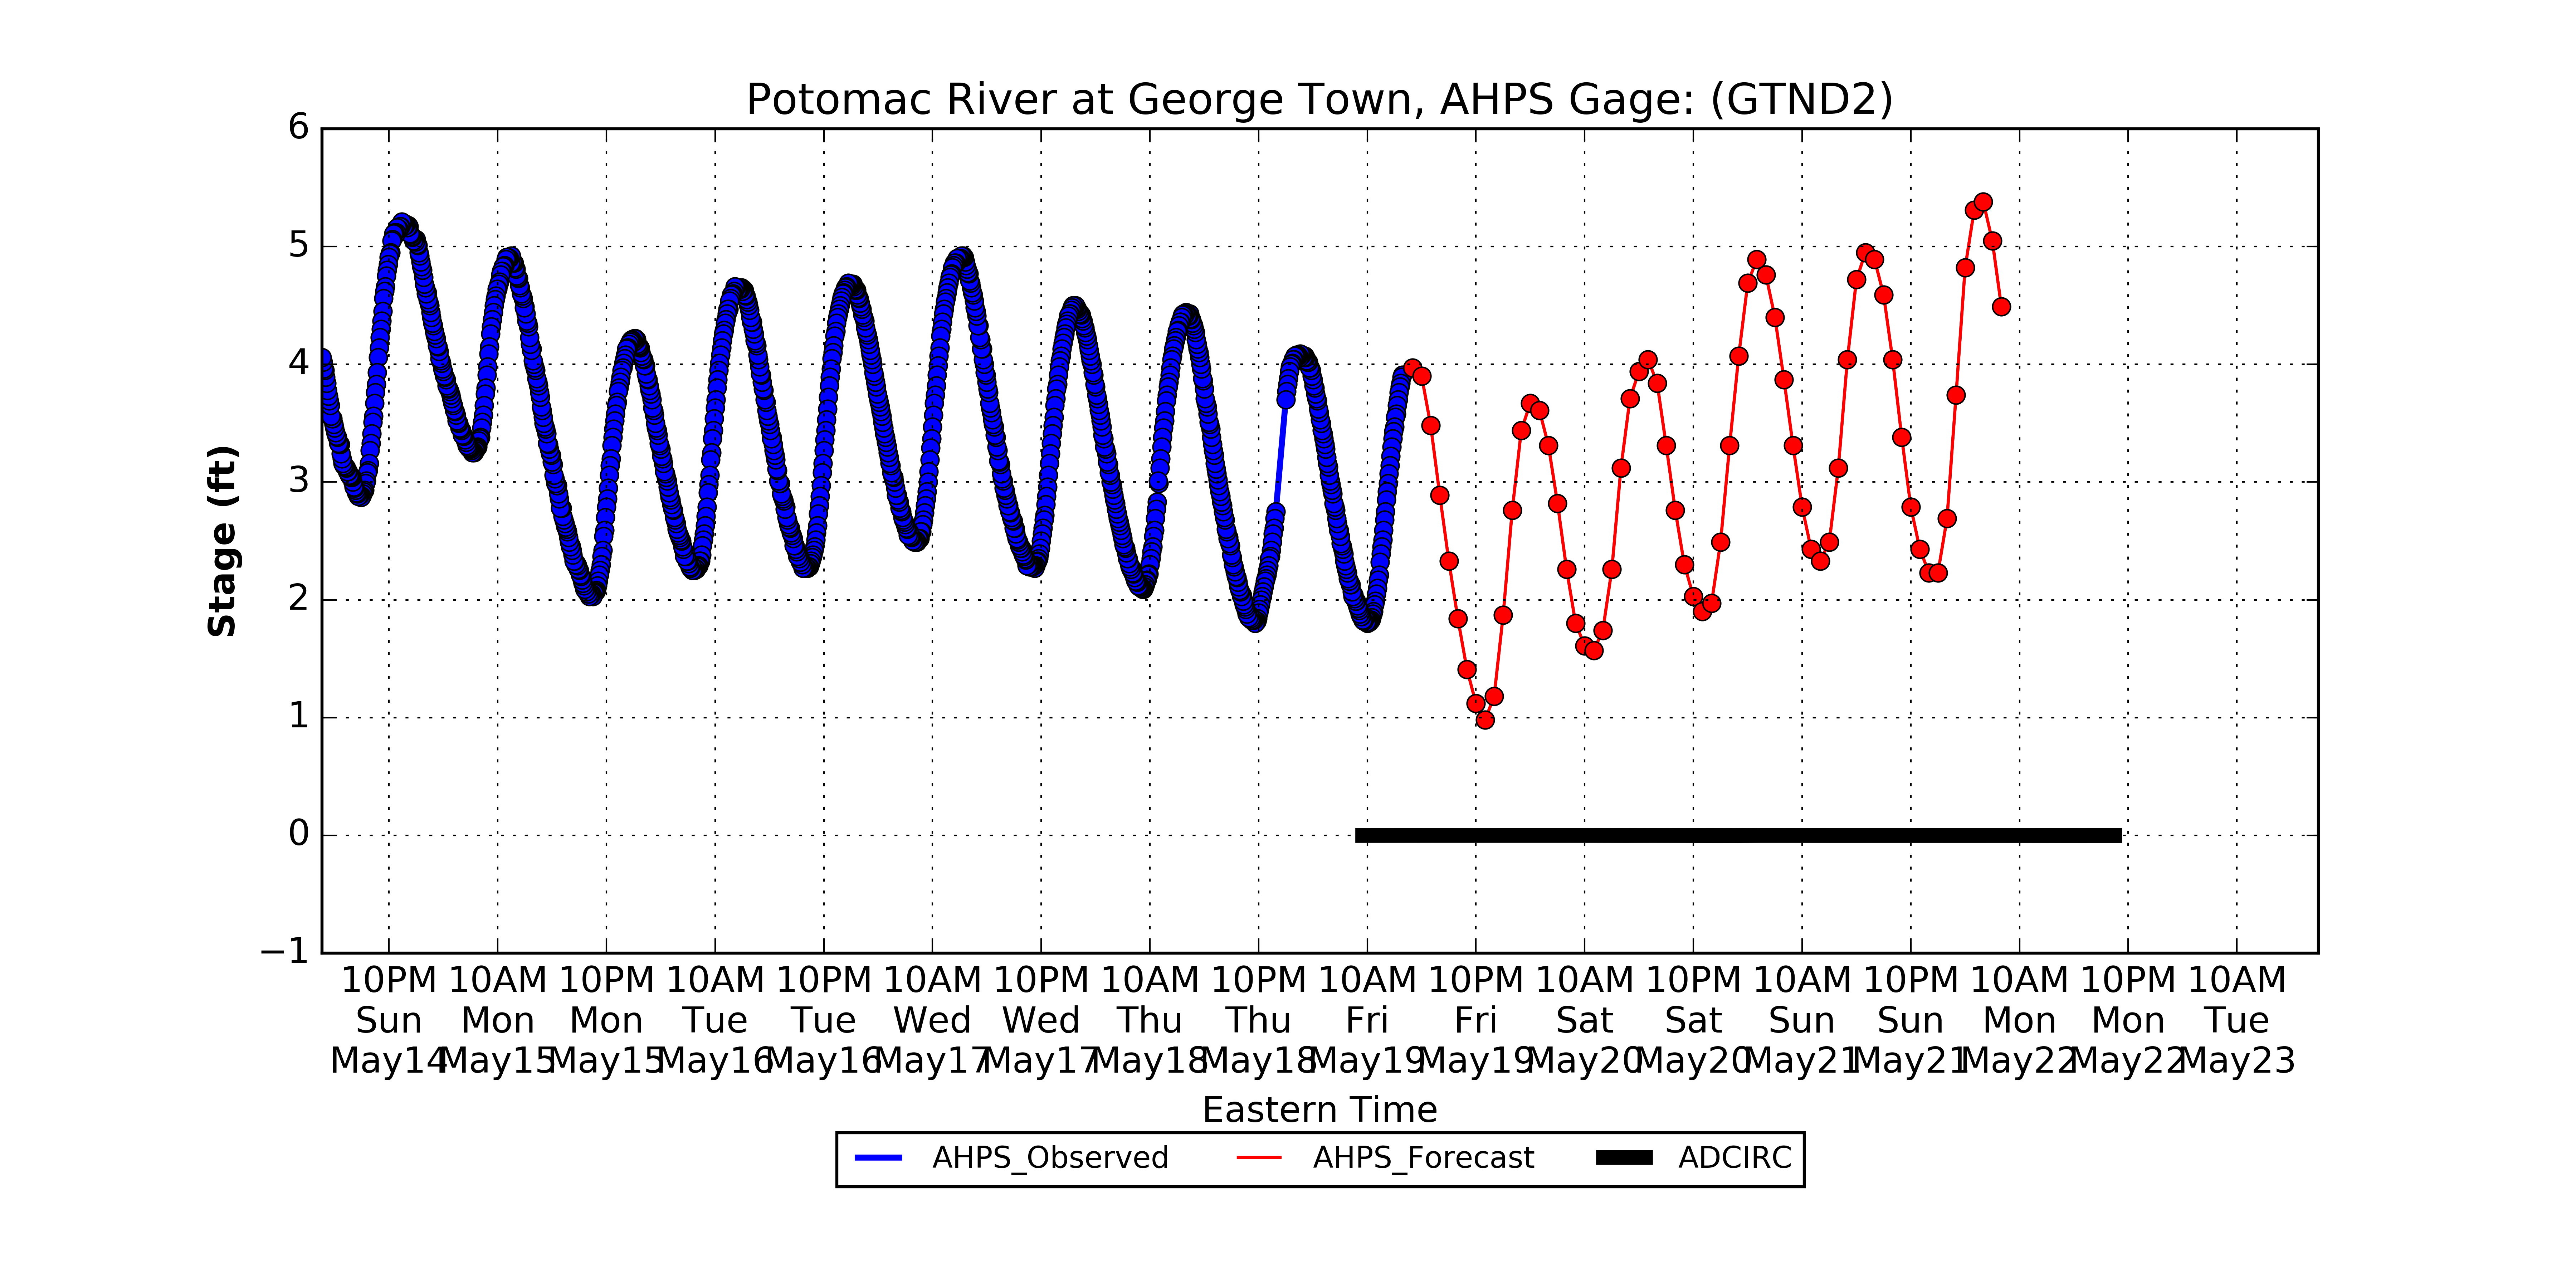 Potomac River at George Town, AHPS Gage: (GTND2)
6
5
4
3
2
1
0
−1
Stage (ft)
10PM 10AM 10PM 10AM 10PM 10AM 10PM 10AM 10PM 10AM 10PM 10AM 10PM 10AM 10PM 10AM 10PM 10AM
Sun Mon Mon Tue Tue Wed Wed Thu Thu Fri Fri Sat Sat Sun Sun Mon Mon Tue
May14 May15 May15 May16 May16 May17 May17 May18 May18 May19 May19 May20 May20 May21 May21 May22 May22 May23
Eastern Time
AHPS_Observed AHPS_Forecast ADCIRC